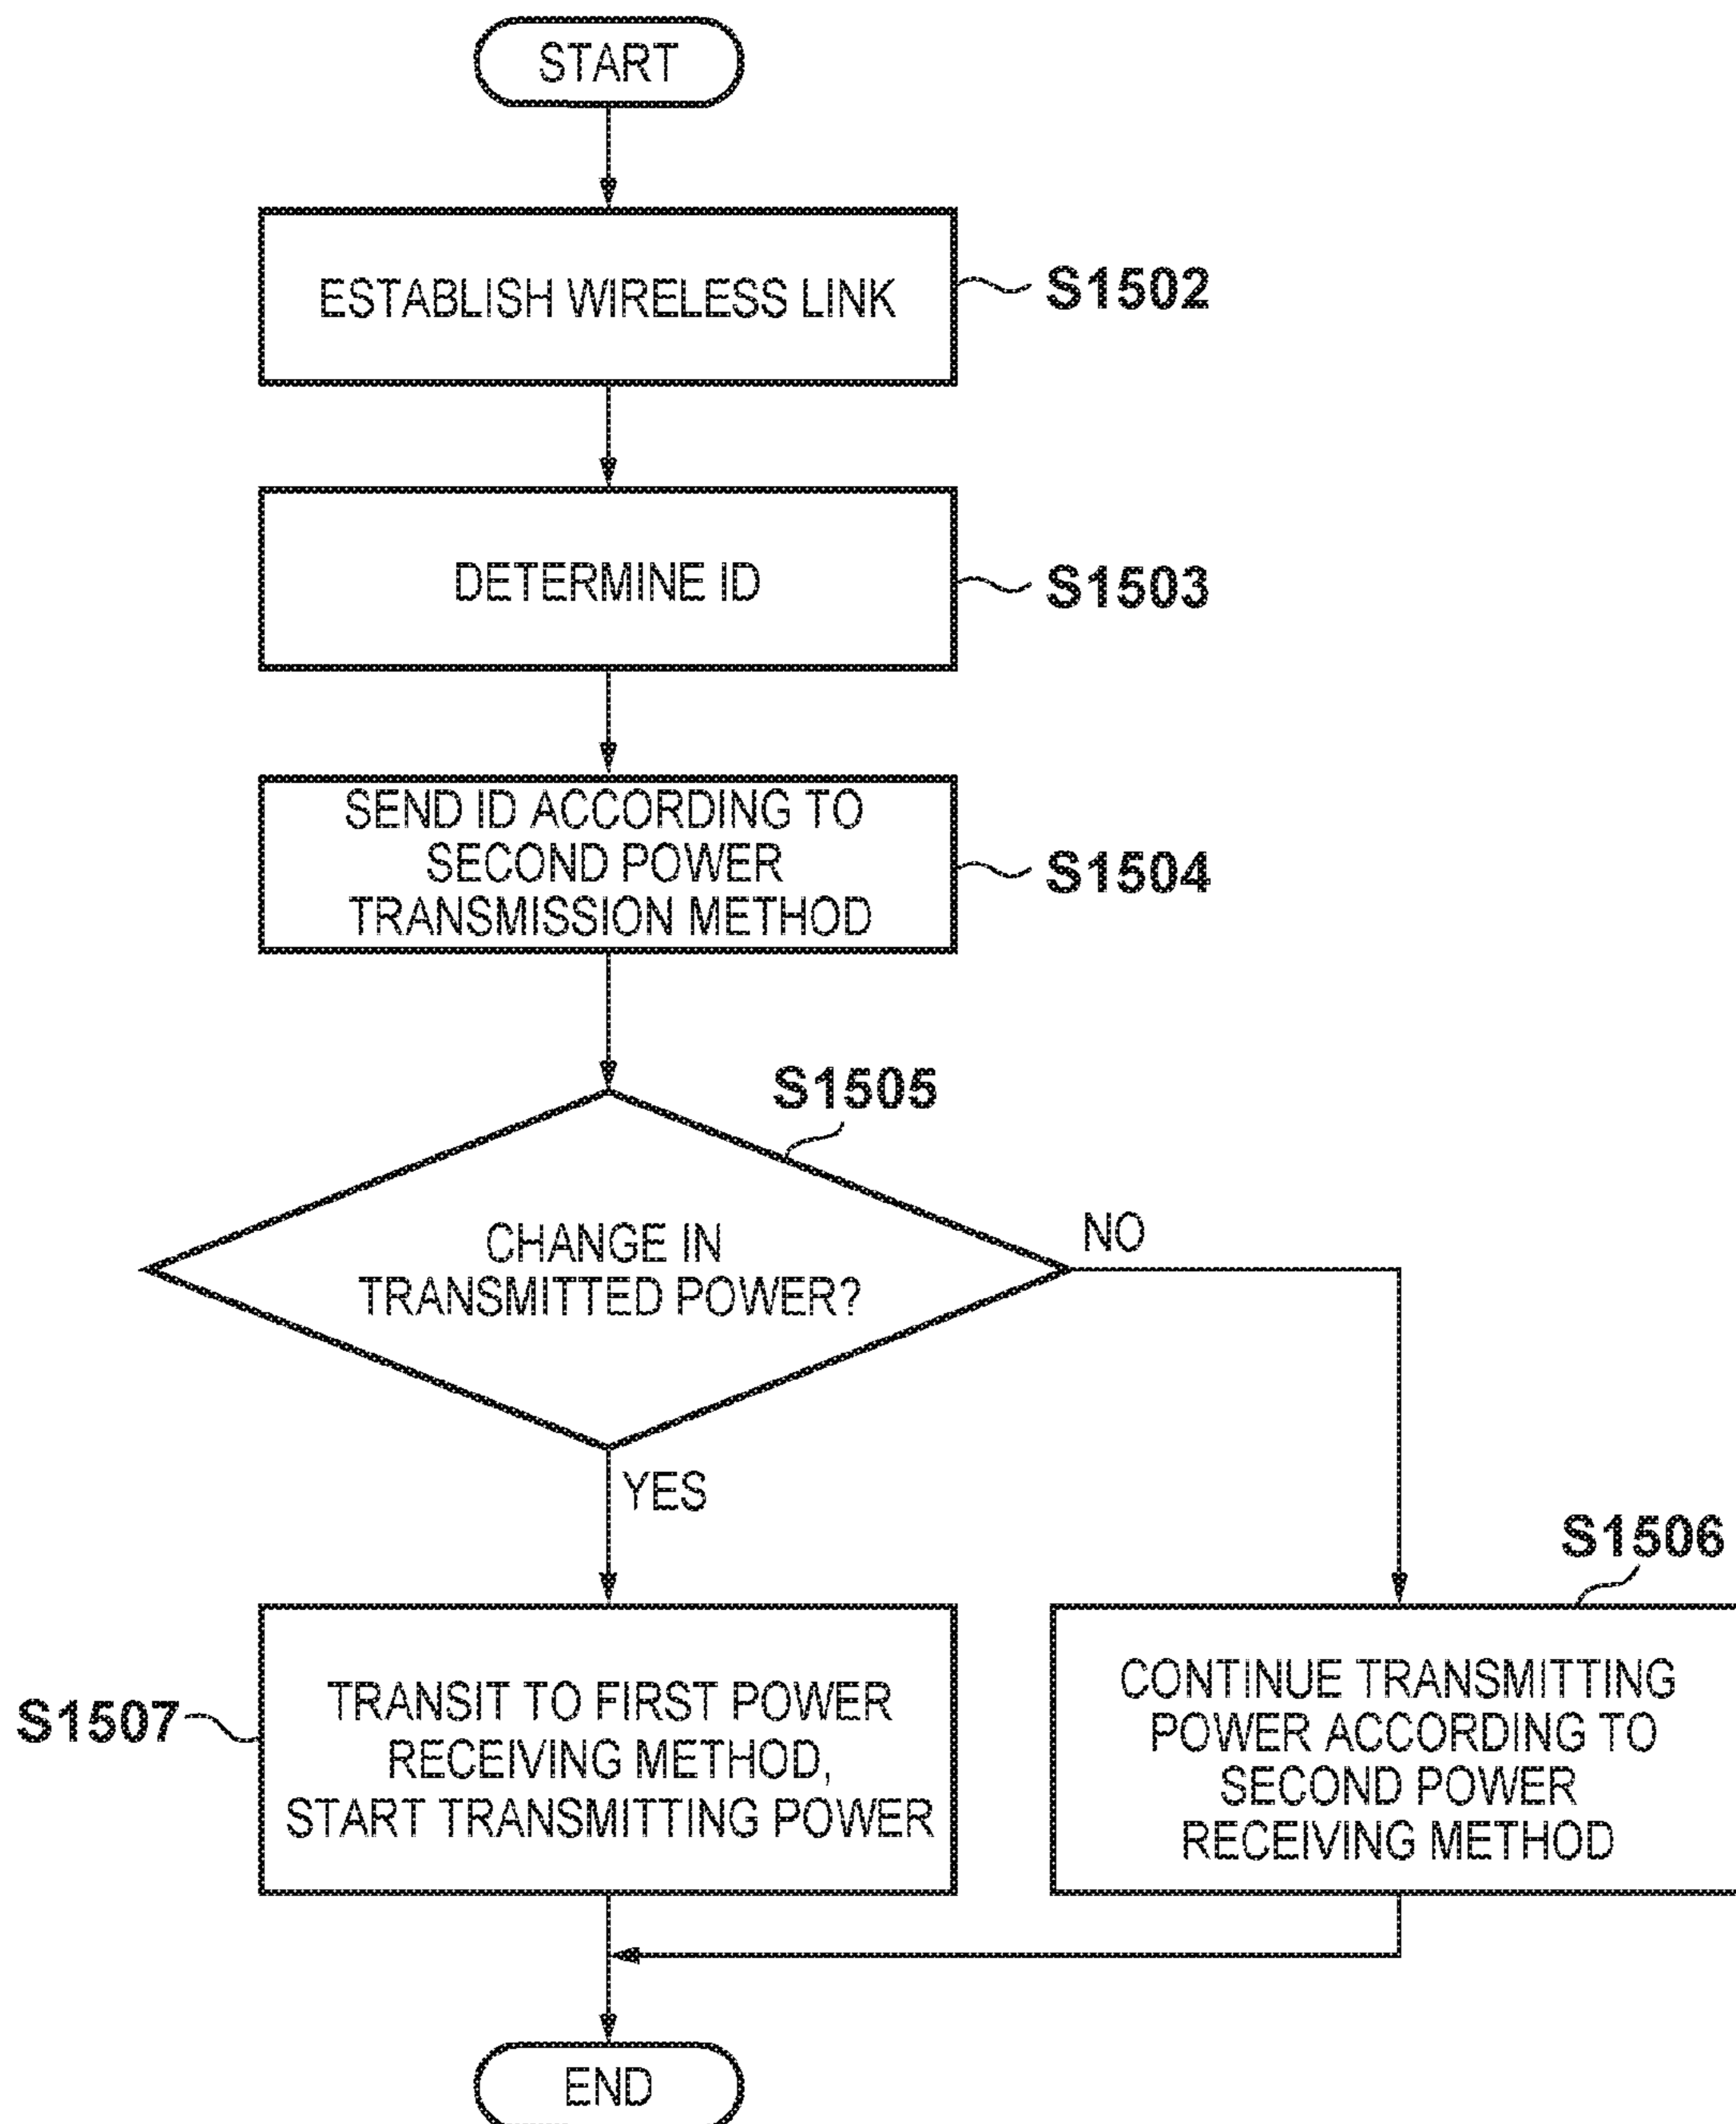 START
ESTABLISH WIRELESS LINK
S1502
DETERMINE ID
S1503
SEND ID ACCORDING TO
SECOND POWER
TRANSMISSION METHOD
S1504
S1505
CHANGE IN
TRANSMITTED POWER?
NO
YES
S1506
S1507
TRANSIT TO FIRST POWER
RECEIVING METHOD,
START TRANSMITTING POWER
CONTINUE TRANSMITTING
POWER ACCORDING TO
SECOND POWER
RECEIVING METHOD
END